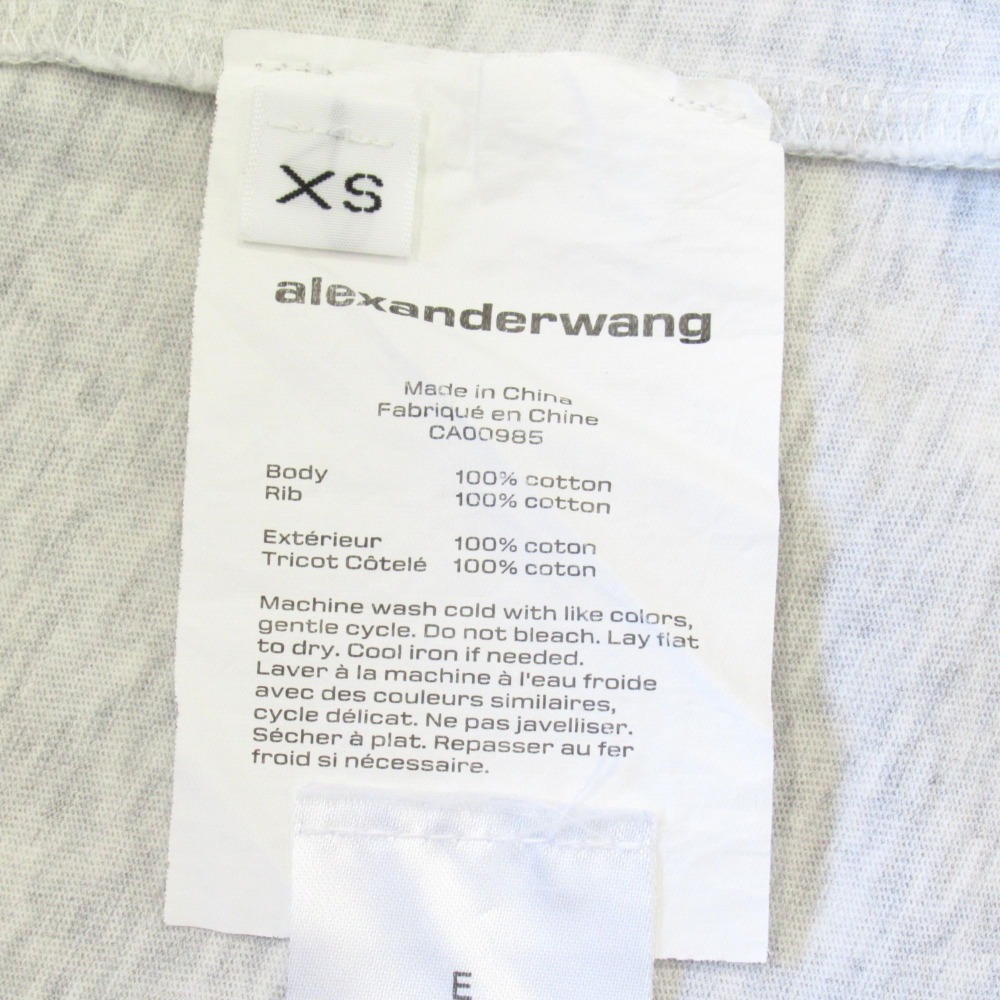 XS
alexanderwang
Made in China
Fabriqué en Chine
CA00985
Body 100% cotton
Rib 100% cotton
Extérieur 100% coton
Tricot Côtelé 100% coton
Machine wash cold with like colors,
gentle cycle. Do not bleach. Lay flat
to dry. Cool iron if needed.
Laver à la machine à l'eau froide
avec des couleurs similaires,
cycle délicat. Ne pas javelliser.
Sécher à plat. Repasser au fer
froid si nécessaire.
E